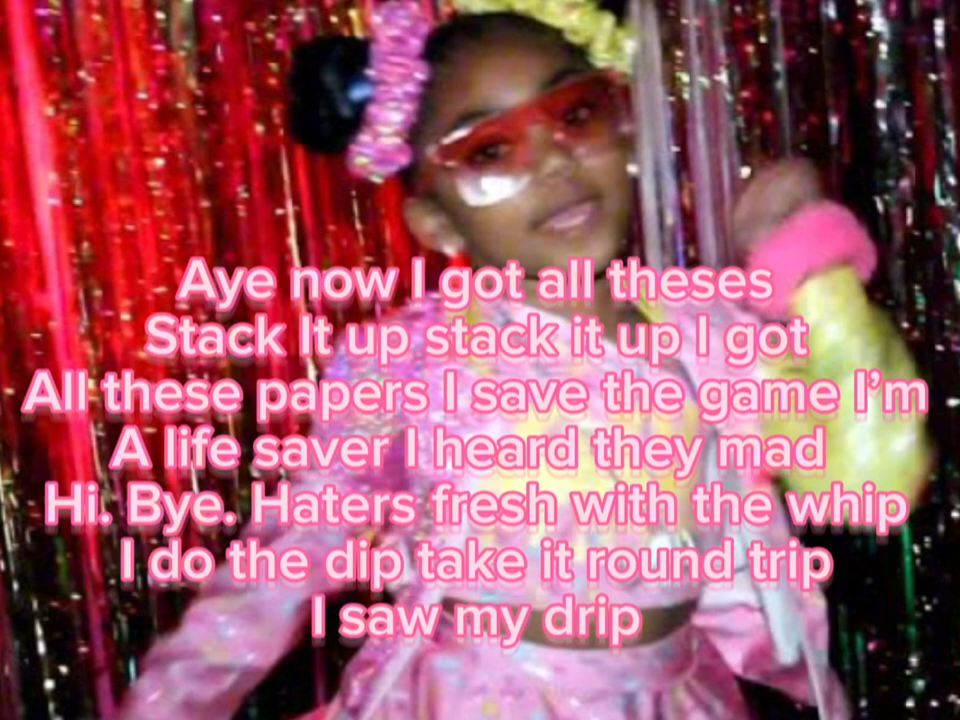 Aye now I got all theses
Stack It up stack it up I got
All these papers I save the game I'm
A life saver I heard they mad
Hi. Bye. Haters fresh with the whip
I do the dip take it round trip
I saw my drip